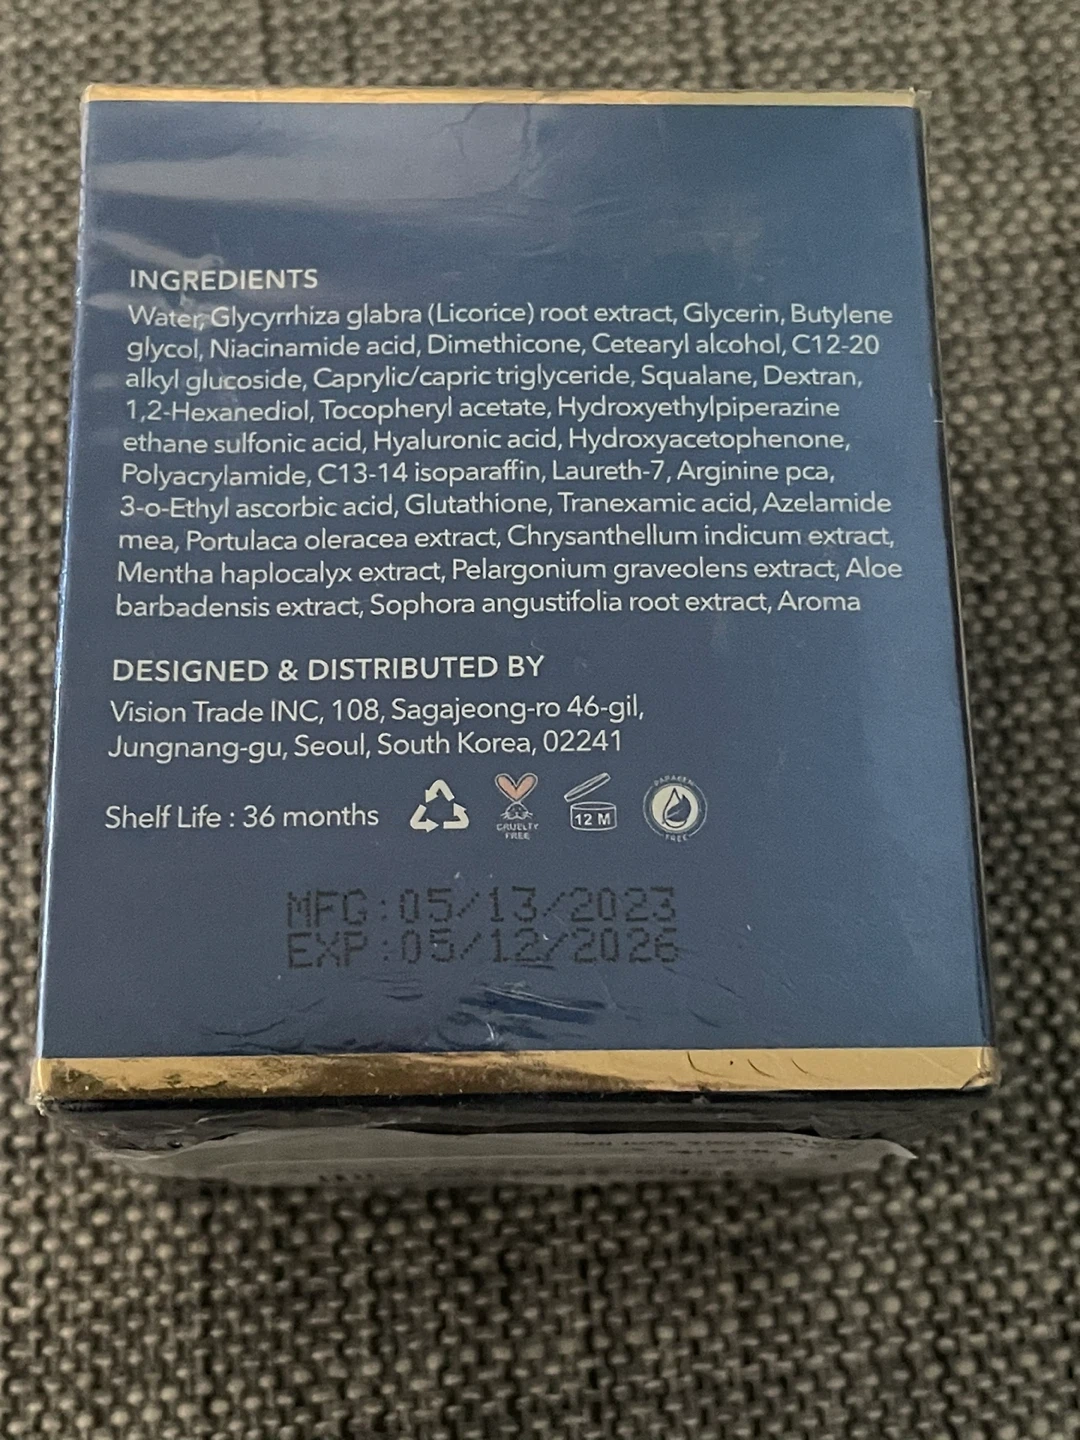 INGREDIENTS
Water, Glycyrrhiza glabra (Licorice) root extract, Glycerin, Butylene
glycol, Niacinamide acid, Dimethicone, Cetearyl alcohol, C12-20
alkyl glucoside, Caprylic/capric triglyceride, Squalane, Dextran,
1,2-Hexanediol, Tocopheryl acetate, Hydroxyethylpiperazine
ethane sulfonic acid, Hyaluronic acid, Hydroxyacetophenone,
Polyacrylamide, C13-14 isoparaffin, Laureth-7, Arginine pca,
3-o-Ethyl ascorbic acid, Glutathione, Tranexamic acid, Azelamide
mea, Portulaca oleracea extract, Chrysanthellum indicum extract,
Mentha haplocalyx extract, Pelargonium graveolens extract, Aloe
barbadensis extract, Sophora angustifolia root extract, Aroma
DESIGNED & DISTRIBUTED BY
Vision Trade INC, 108, Sagajeong-ro 46-gil,
Jungnang-gu, Seoul, South Korea, 02241
Shelf Life : 36 months
CRUELTY
FREE
12 M
PARABEN
FREE
MFG:05/13/2023
EXP:05/12/2026